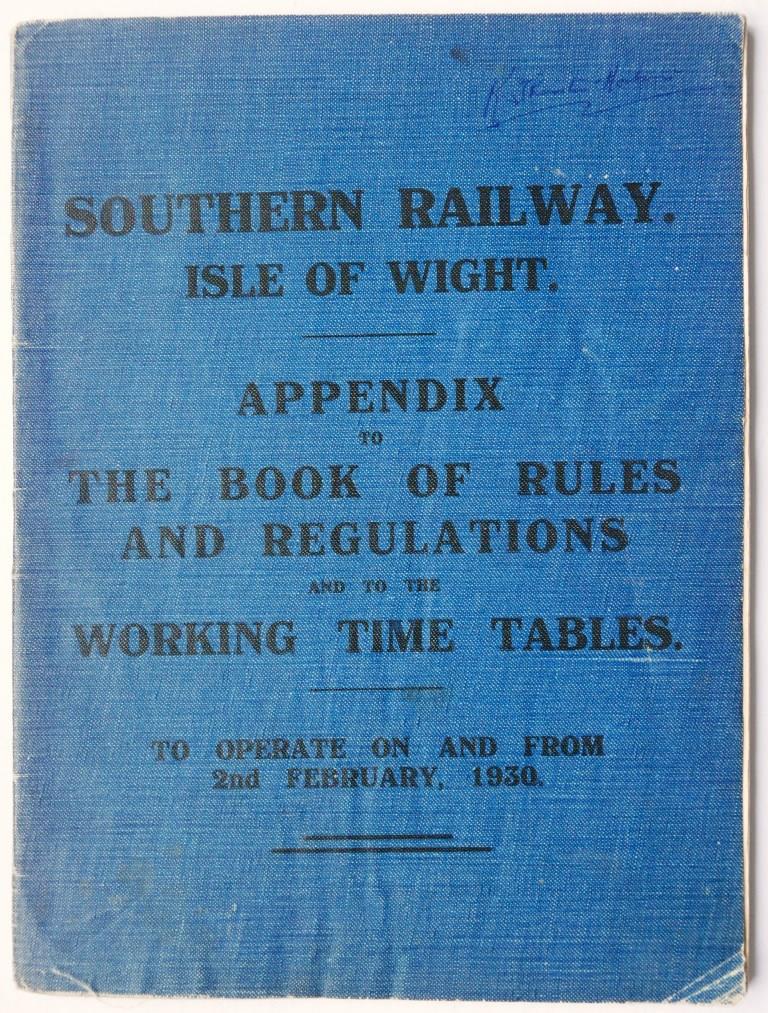 SOUTHERN RAILWAY.
ISLE OF WIGHT.
APPENDIX
TO
THE BOOK OF RULES
AND REGULATIONS
AND TO THE
WORKING TIME TABLES.
TO OPERATE ON AND FROM
2nd FEBRUARY, 1930.